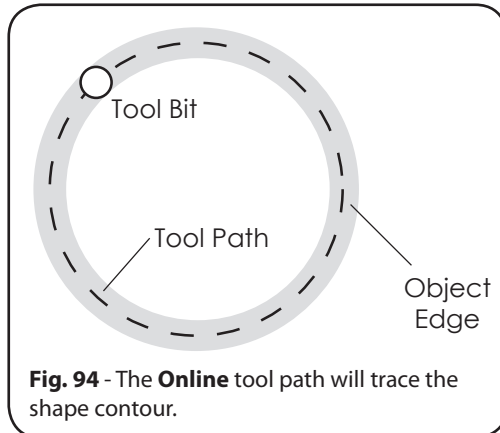 Tool Bit
Tool Path
Object
Edge
Fig. 94 - The Online tool path will trace the
shape contour.